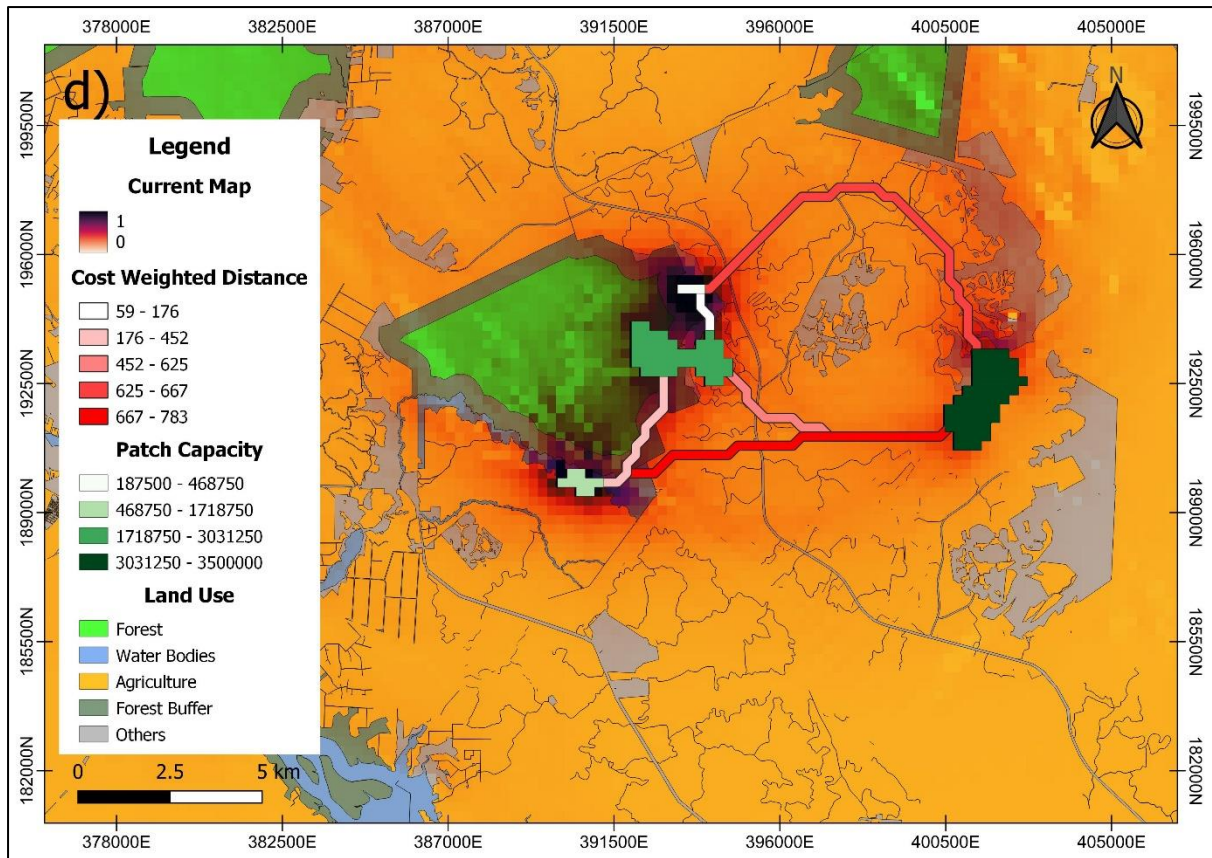 378000E 382500E 387000E 391500E 396000E 400500E 405000E
d)
N
199500N 199500N
196000N 196000N
192500N 192500N
189000N 189000N
185500N 185500N
182000N 182000N
Legend
Current Map
1
0
Cost Weighted Distance
59 - 176
176 - 452
452 - 625
625 - 667
667 - 783
Patch Capacity
187500 - 468750
468750 - 1718750
1718750 - 3031250
3031250 - 3500000
Land Use
Forest
Water Bodies
Agriculture
Forest Buffer
Others
0 2.5 5 km
378000E 382500E 387000E 391500E 396000E 400500E 405000E